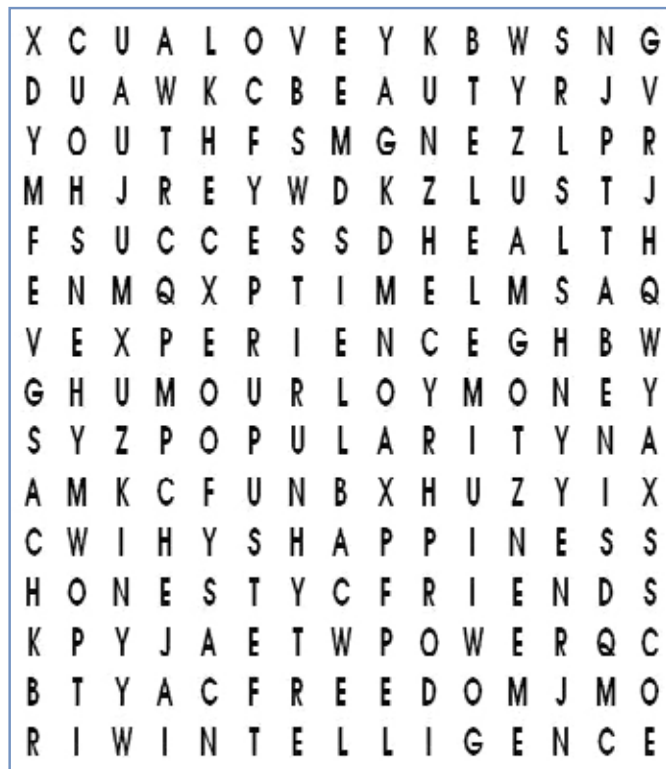 X C U A L O V E Y K B W S N G
D U A W K C B E A U T Y R J V
Y O U T H F S M G N E Z L P R
M H J R E Y W D K Z L U S T J
F S U C C E S S D H E A L T H
E N M Q X P T I M E L M S A Q
V E X P E R I E N C E G H B W
G H U M O U R L O Y M O N E Y
S Y Z P O P U L A R I T Y N A
A M K C F U N B X H U Z Y I X
C W I H Y S H A P P I N E S S
H O N E S T Y C F R I E N D S
K P Y J A E T W P O W E R Q C
B T Y A C F R E E D O M J M O
R I W I N T E L L I G E N C E